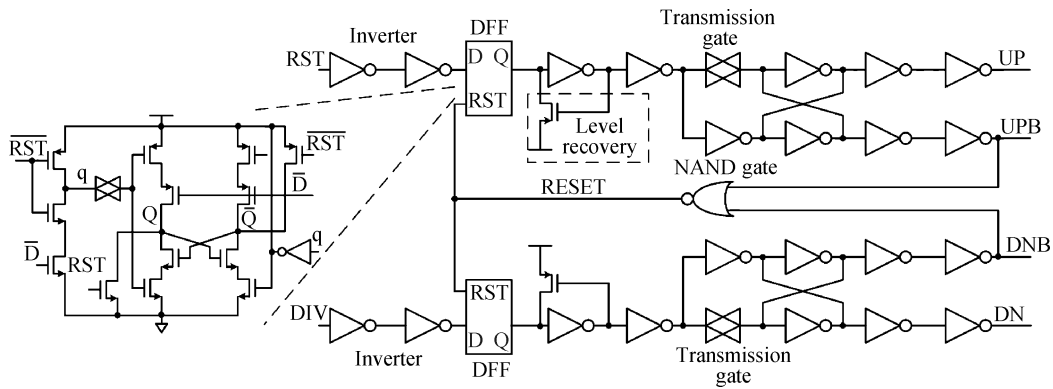 Transmission
gate
DFF
Inverter
RST
D Q
RST
UP
UPB
Level
recovery
NAND gate
RESET
RST
RST
q
D
Q
Q
q
D
RST
DNB
DIV
RST
D Q
DN
Inverter
DFF
Transmission
gate